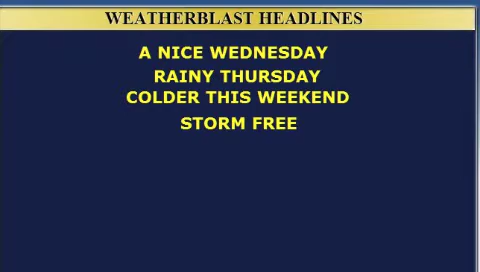 WEATHERBLAST HEADLINES
A NICE WEDNESDAY
RAINY THURSDAY
COLDER THIS WEEKEND
STORM FREE